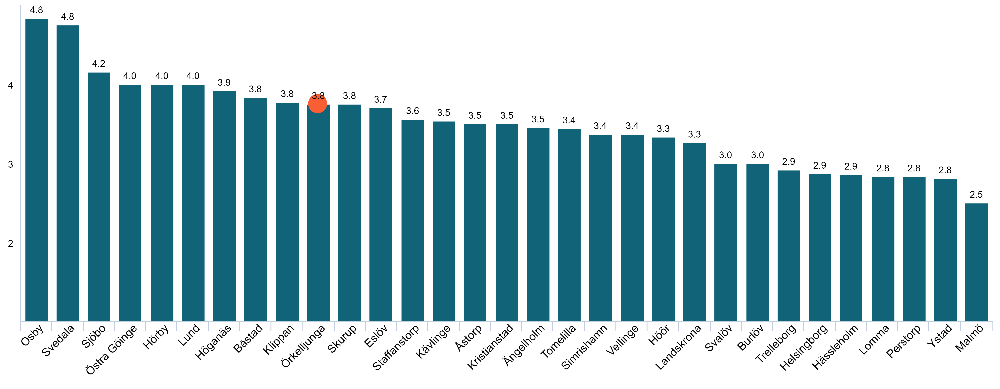 4.8
4.8
4.2
4.0
4.0
4.0
3.9
3.8
3.8
3.8
3.8
3.7
3.6
3.5
3.5
3.5
3.5
3.4
3.4
3.4
3.3
3.3
3.0
3.0
2.9
2.9
2.9
2.8
2.8
2.8
2.5
4
3
2
Osby
Svedala
Sjöbo
Östra Göinge
Hörby
Lund
Höganäs
Båstad
Klippan
Örkelljunga
Skurup
Eslöv
Staffanstorp
Kävlinge
Åstorp
Kristianstad
Ängelholm
Tomelilla
Simrishamn
Vellinge
Höör
Landskrona
Svalöv
Burlöv
Trelleborg
Helsingborg
Hässleholm
Lomma
Perstorp
Ystad
Malmö